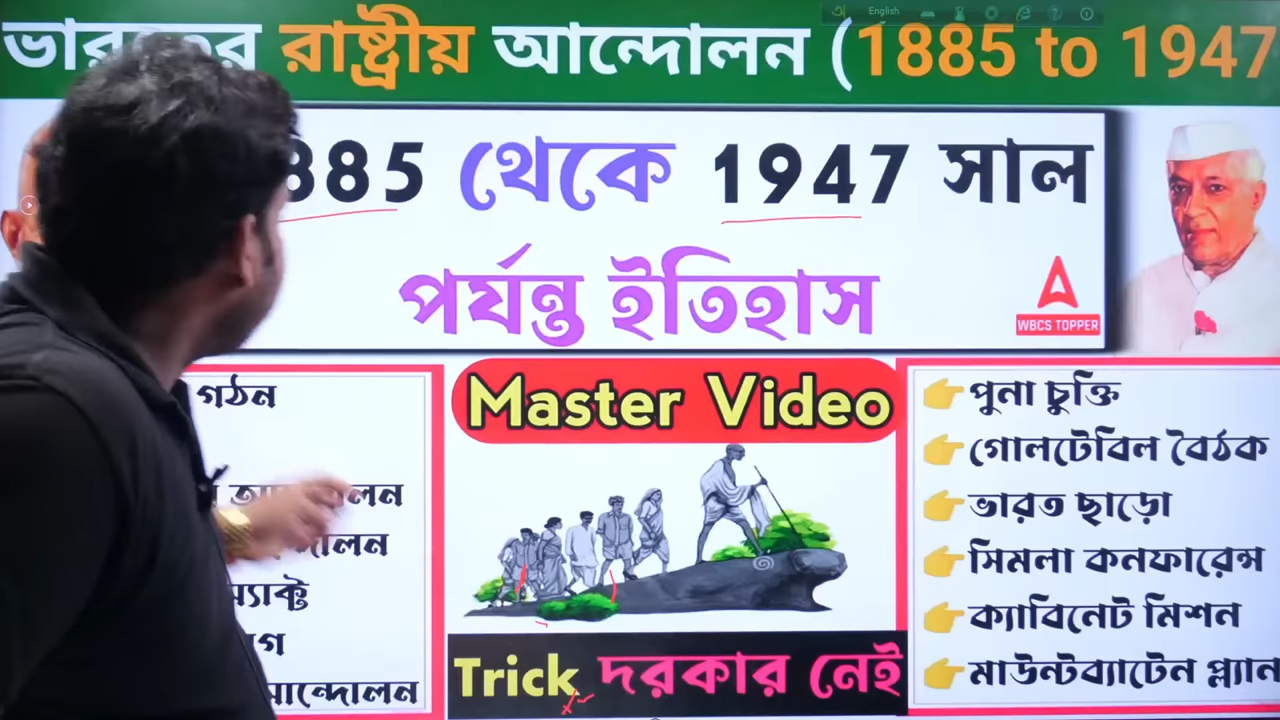 English
রাষ্ট্রীয় আন্দোলন (1885 to 1947
885 থেকে 1947 সাল
পর্যন্ত ইতিহাস
WBCS TOPPER
গঠন
Master Video
Trick দরকার নেই
পুনা চুক্তি
গোলটেবিল বৈঠক
ভারত ছাড়ো
সিমলা কনফারেন্স
ক্যাবিনেট মিশন
মাউন্টব্যাটেন প্ল্যান